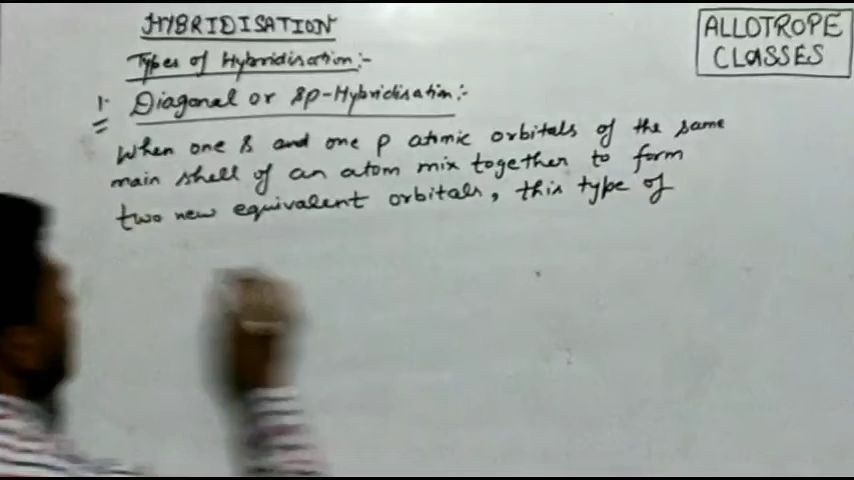 HYBRIDISATION
ALLOTROPE
CLASSES
Types of Hybridisation:-
1. Diagonal or sp-Hybridisation:-
When one s and one p atomic orbitals of the same
main shell of an atom mix together to form
two new equivalent orbitals, this type of